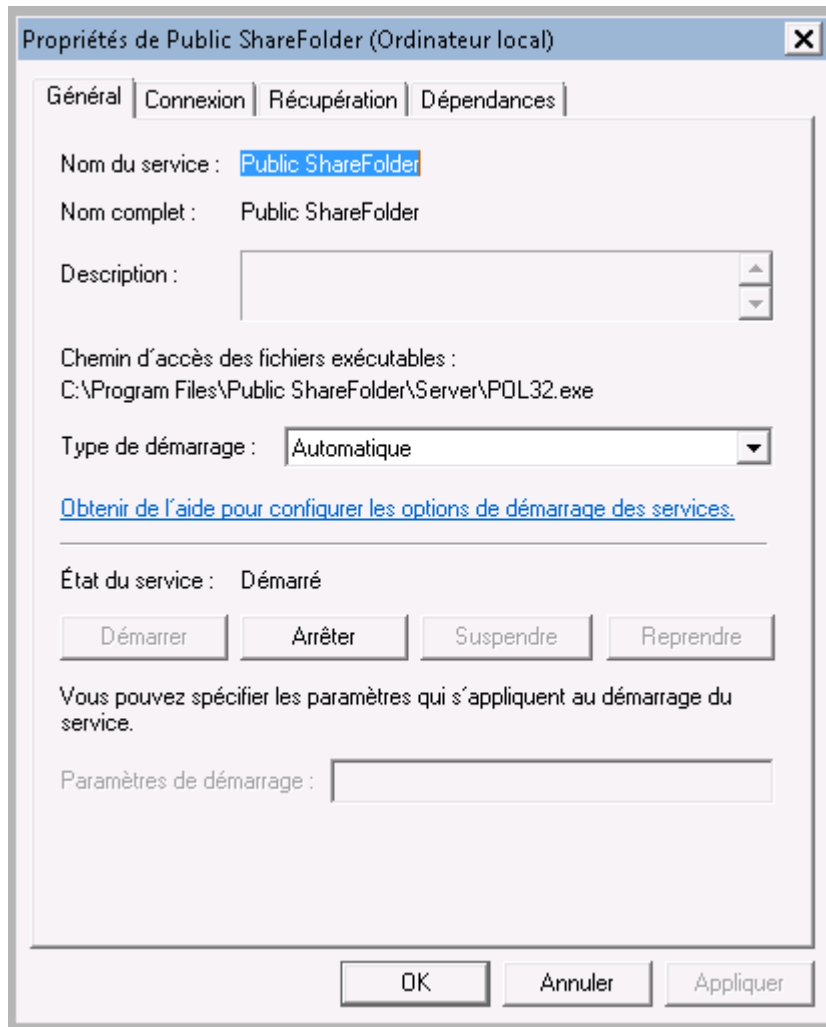 Propriétés de Public ShareFolder (Ordinateur local)
Général Connexion Récupération Dépendances
Nom du service : Public ShareFolder
Nom complet : Public ShareFolder
Description :
Chemin d´accès des fichiers exécutables :
C:\Program Files\Public ShareFolder\Server\POL32.exe
Type de démarrage : Automatique
Obtenir de l´aide pour configurer les options de démarrage des services.
État du service : Démarré
Démarrer Arrêter Suspendre Reprendre
Vous pouvez spécifier les paramètres qui s´appliquent au démarrage du
service.
Paramètres de démarrage :
OK Annuler Appliquer